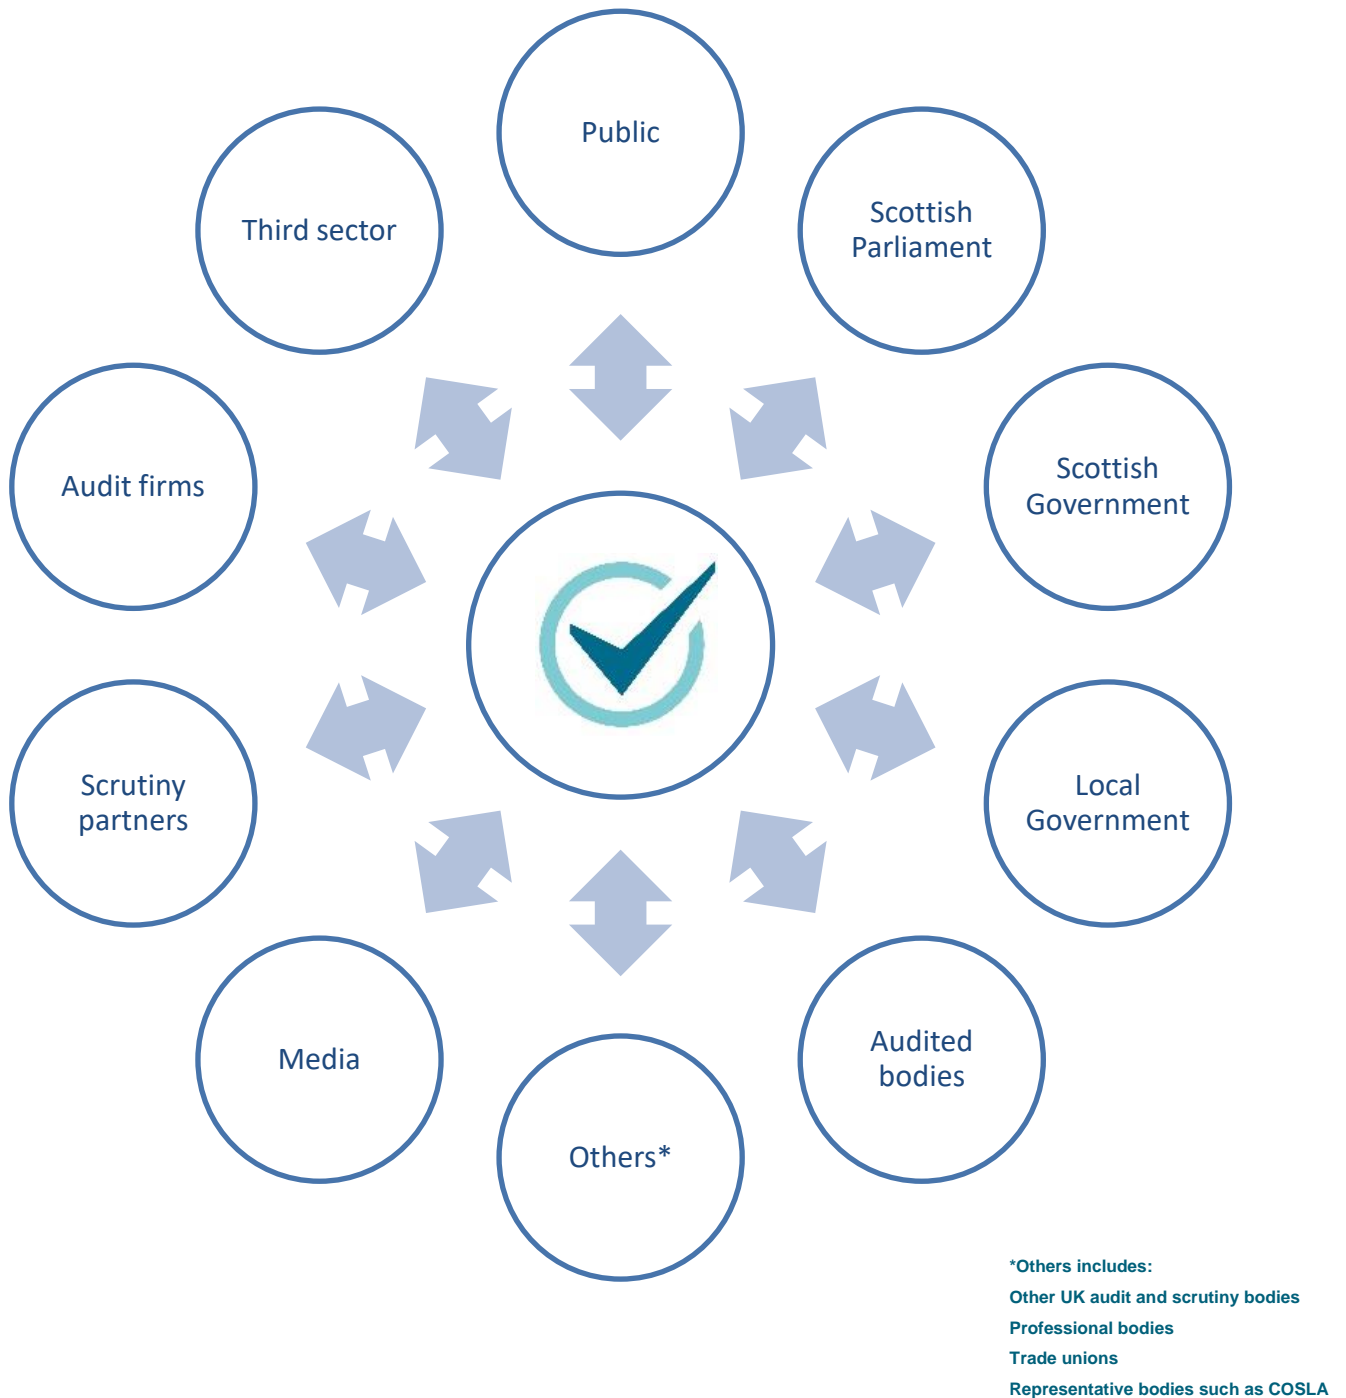 Public
Scottish
Parliament
Third sector
Scottish
Government
Audit firms
Local
Government
Scrutiny
partners
Audited
bodies
Media
Others*
*Others includes:
Other UK audit and scrutiny bodies
Professional bodies
Trade unions
Representative bodies such as COSLA